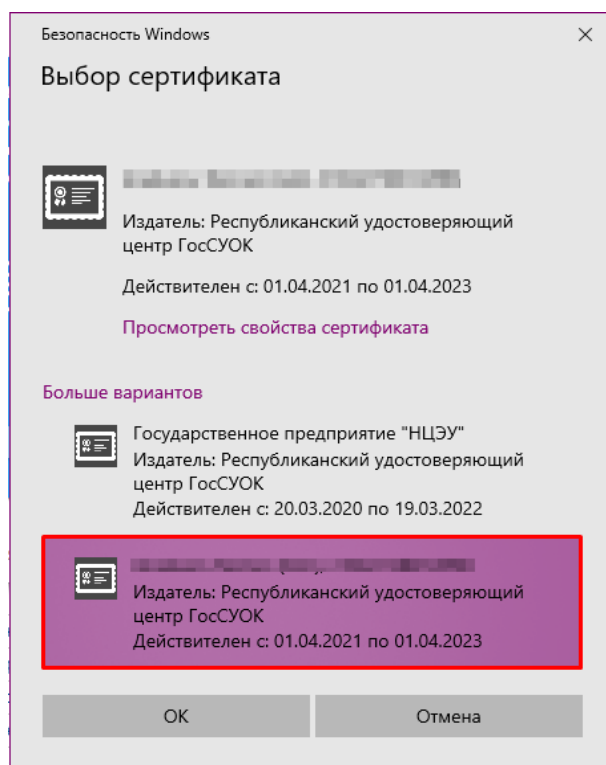 Безопасность Windows
Выбор сертификата
Издатель: Республиканский удостоверяющий
центр ГосСУОК
Действителен с: 01.04.2021 по 01.04.2023
Просмотреть свойства сертификата
Больше вариантов
Государственное предприятие "НЦЭУ"
Издатель: Республиканский удостоверяющий
центр ГосСУОК
Действителен с: 20.03.2020 по 19.03.2022
Издатель: Республиканский удостоверяющий
центр ГосСУОК
Действителен с: 01.04.2021 по 01.04.2023
ОК
Отмена